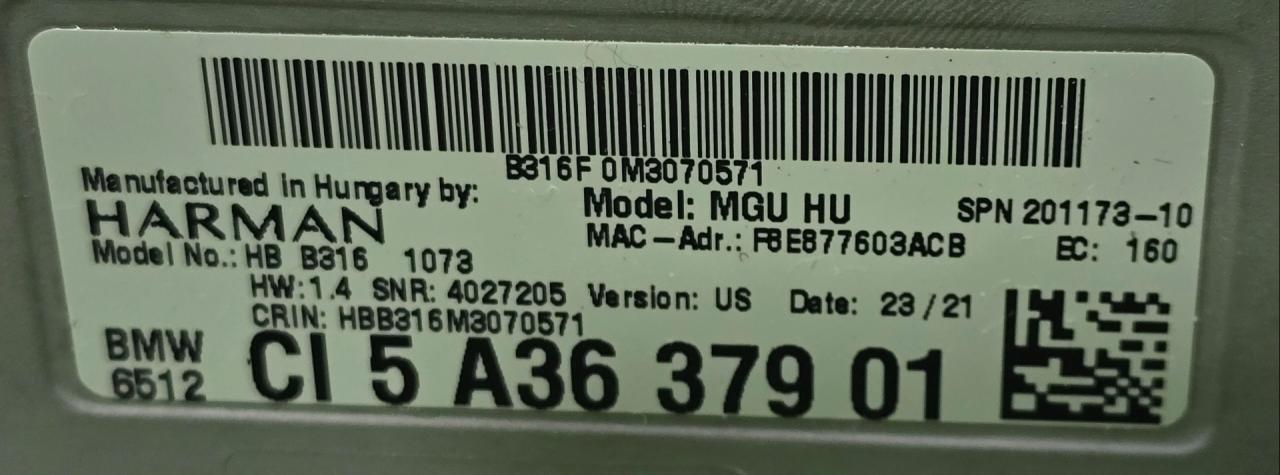 B316F 0M3070571
Manufactured in Hungary by:
HARMAN
Model: MGU HU
SPN 201173-10
Model No.: HB B316 1073
MAC-Adr.: F8E877603ACB
EC: 160
HW:1.4 SNR: 4027205 Version: US Date: 23/21
CRIN: HBB316M3070571
BMW
6512
CI 5 A36 379 01